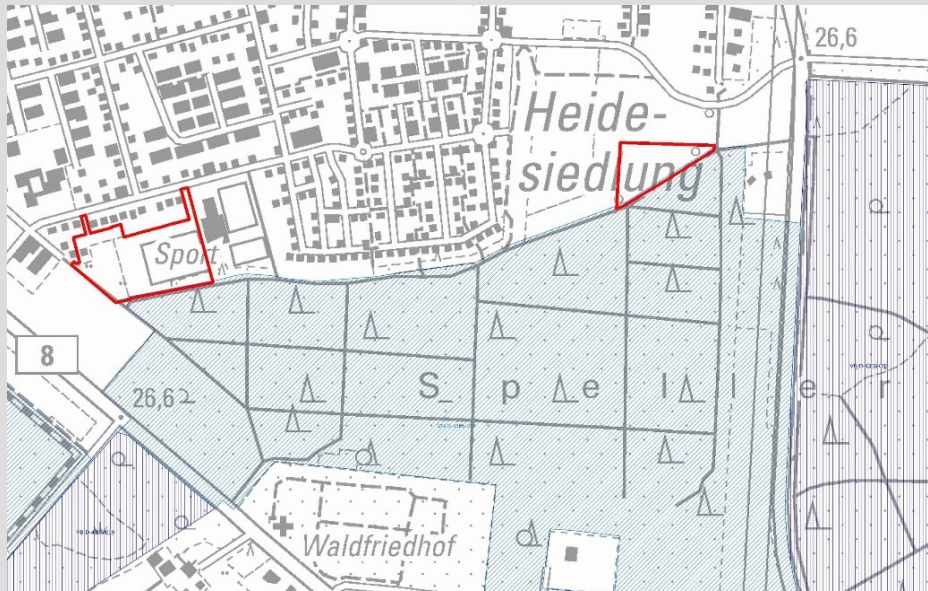 26,6
Heide-
siedlung
Sport
8
26,6
S p e l l e r
Waldfriedhof